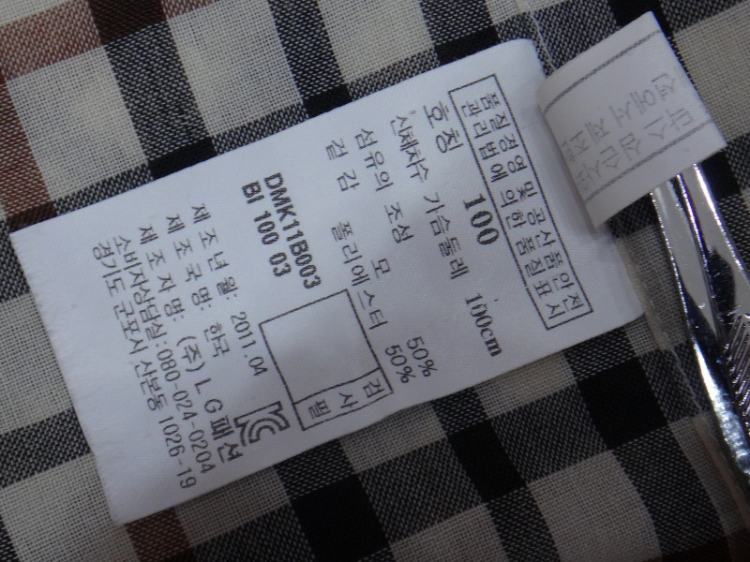 품질경영 및 공산품안전
관리법에 의한 품질표시
호칭 100
신체치수 가슴둘레 100cm
섬유의 조성 모 50%
겉감 폴리에스터 50%
DMK11B003
BI 100 03
검사
필
제조년월: 2011.04
제조국명: 한국
제조자명: (주) L G패션
소비자상담실: 080-024-0204
경기도 군포시 산본동 1026-19